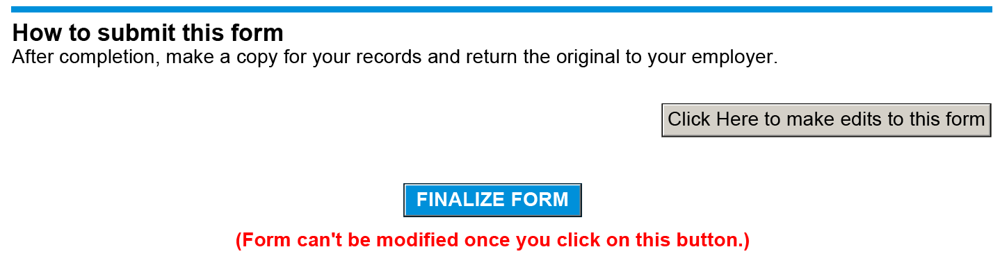 How to submit this form
After completion, make a copy for your records and return the original to your employer.
Click Here to make edits to this form
FINALIZE FORM
(Form can't be modified once you click on this button.)